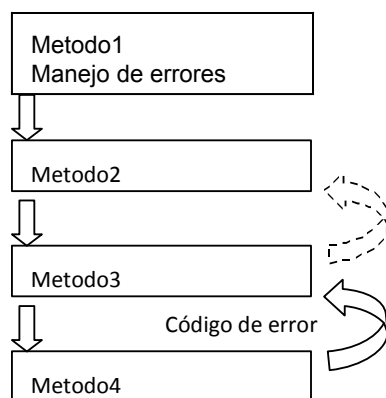 Metodo1
Manejo de errores
Metodo2
Metodo3
Código de error
Metodo4